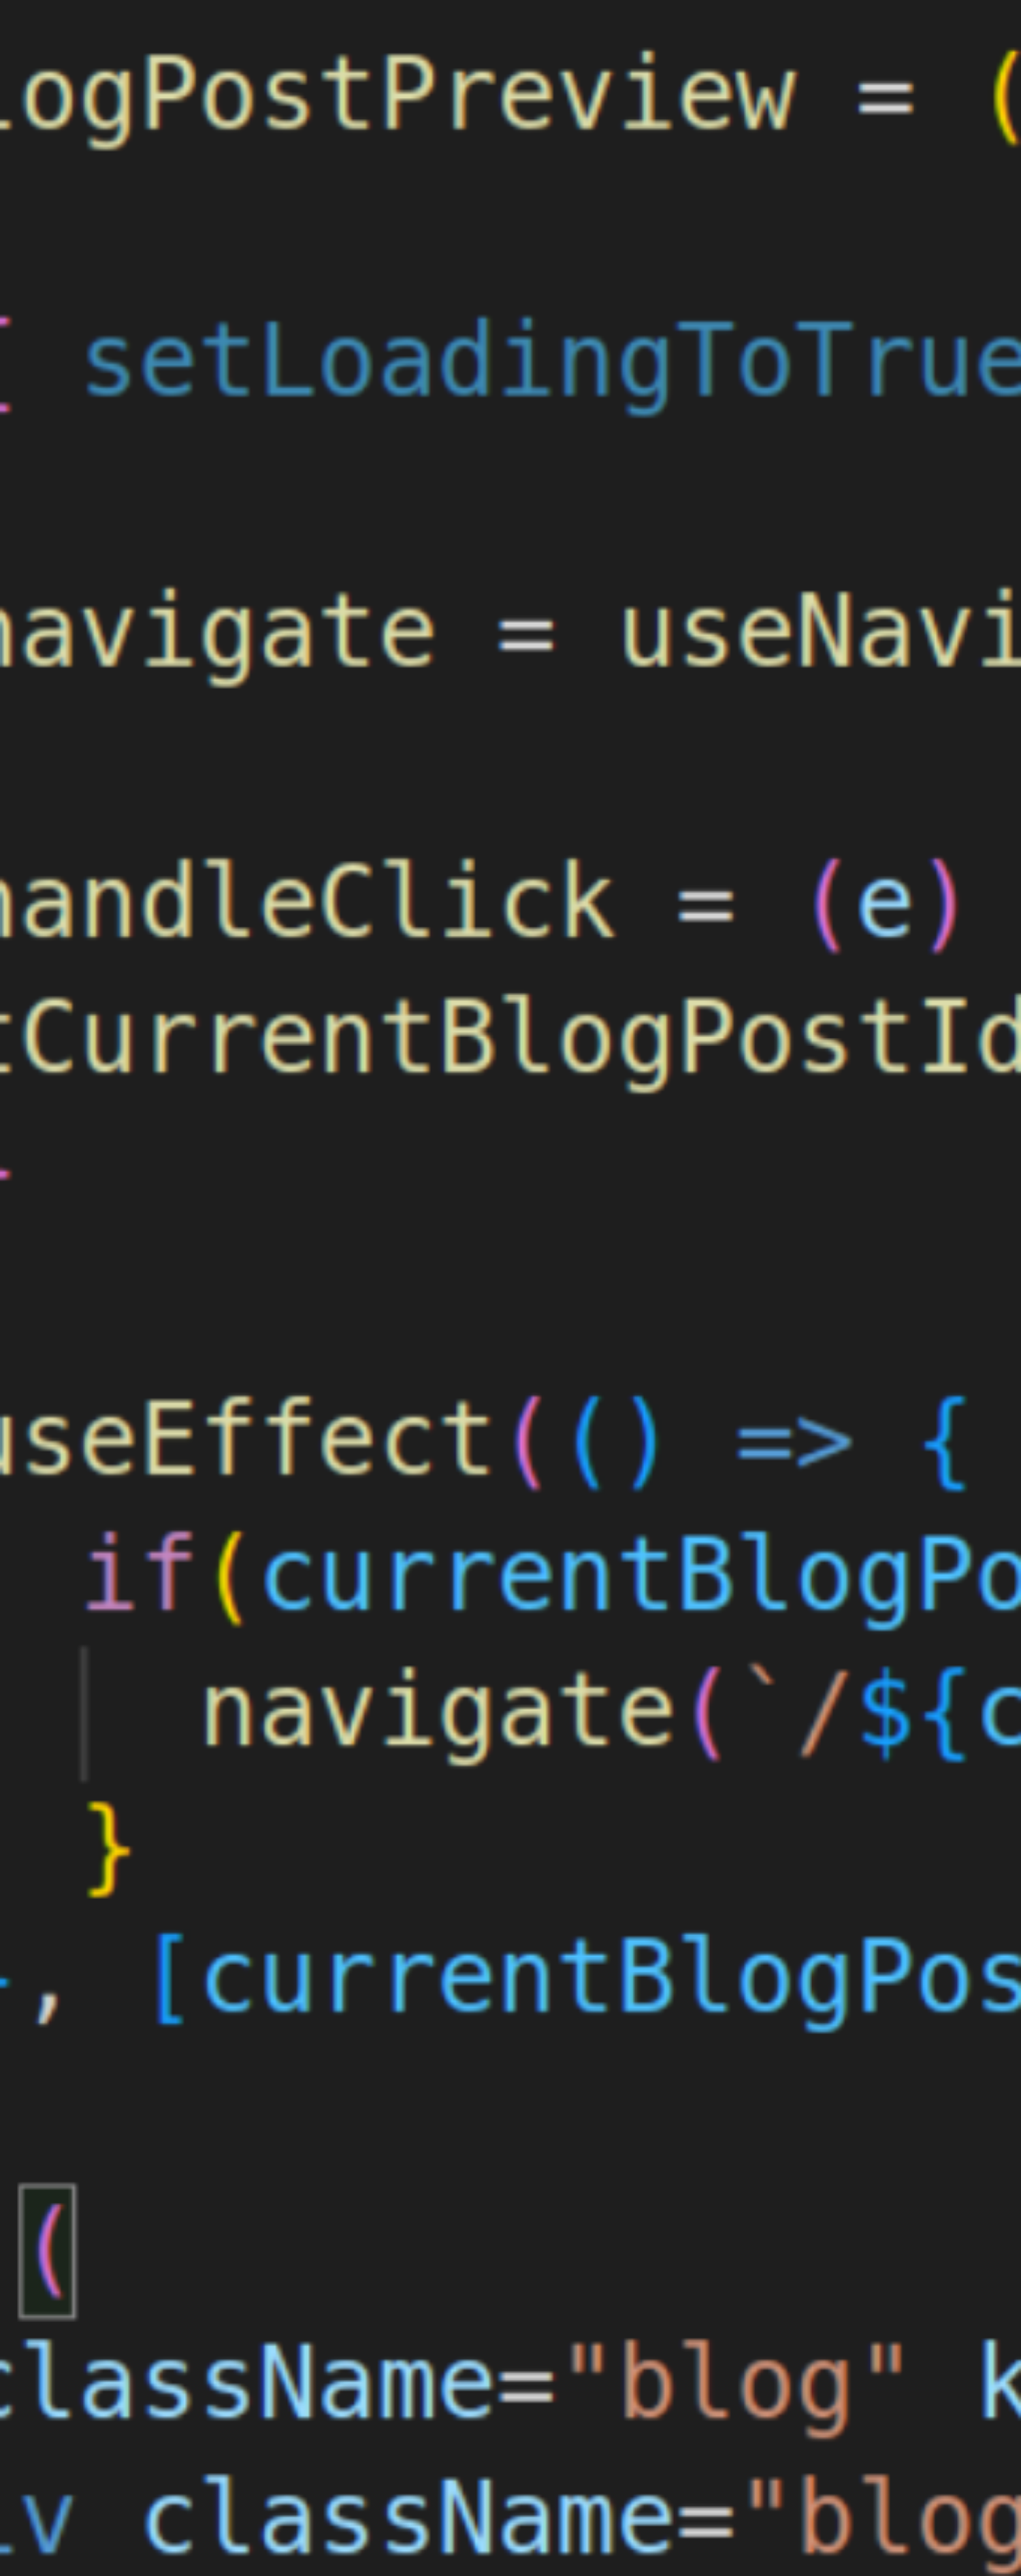 logPostPreview = (
{ setLoadingToTrue
navigate = useNavi
handleClick = (e)
tCurrentBlogPostId
}
useEffect(() => {
if(currentBlogPo
navigate(`/${c
}
}, [currentBlogPos
(
className="blog" k
iv className="blog